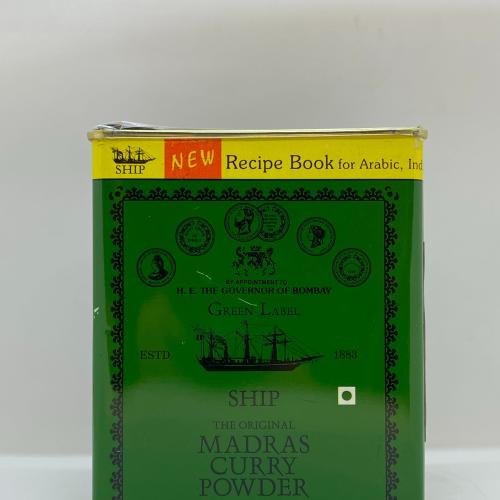 SHIP
NEW
Recipe Book for Arabic, Ind
BY APPOINTMENT TO
H. E. THE GOVERNOR OF BOMBAY
GREEN LABEL
ESTD. 1883
SHIP
THE ORIGINAL
MADRAS
CURRY
POWDER